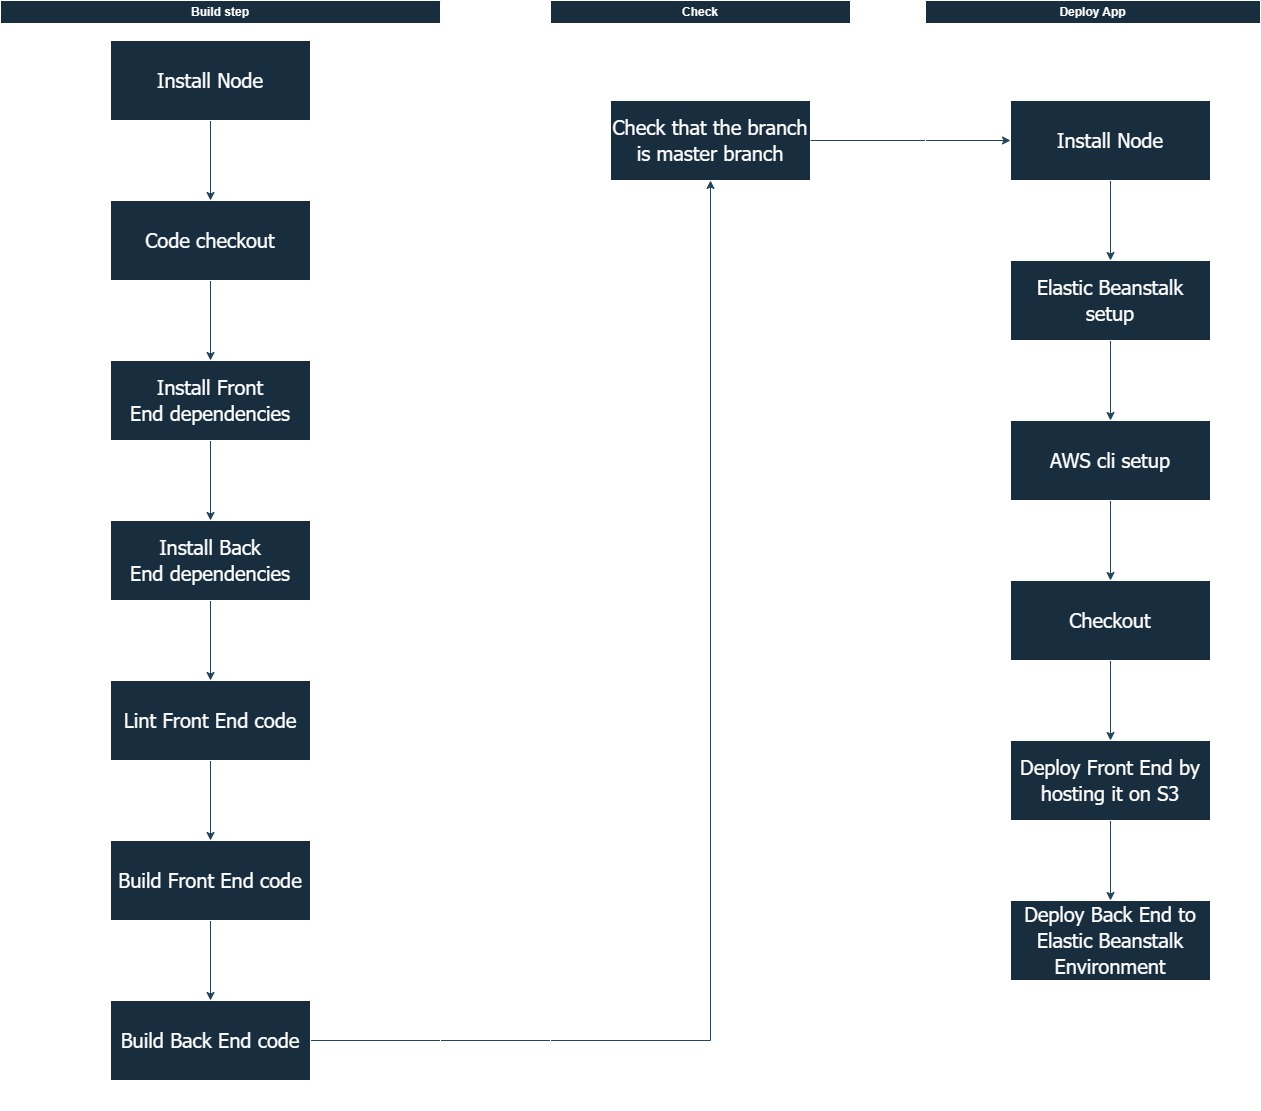 Build step
Check
Deploy App
Install Node
Code checkout
Install Front
End dependencies
Install Back
End dependencies
Lint Front End code
Build Front End code
Build Back End code
Check that the branch
is master branch
Install Node
Elastic Beanstalk
setup
AWS cli setup
Checkout
Deploy Front End by
hosting it on S3
Deploy Back End to
Elastic Beanstalk
Environment